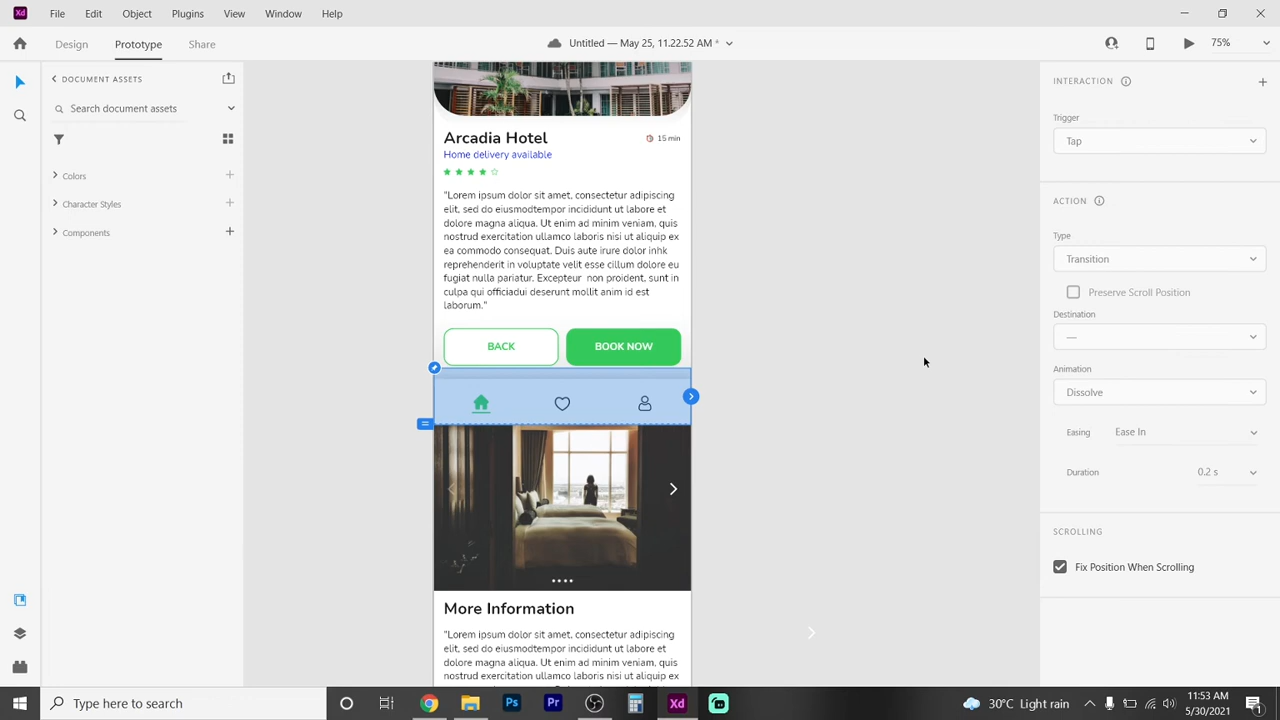 Xd File Edit Object Plugins View Window Help
Design Prototype Share
Untitled — May 25, 11.22.52 AM *
75%
DOCUMENT ASSETS
Search document assets
Colors
Character Styles
Components
Arcadia Hotel
15 min
Home delivery available
"Lorem ipsum dolor sit amet, consectetur adipiscing
elit, sed do eiusmodtempor incididunt ut labore et
dolore magna aliqua. Ut enim ad minim veniam, quis
nostrud exercitation ullamco laboris nisi ut aliquip ex
ea commodo consequat. Duis aute irure dolor inhk
reprehenderit in voluptate velit esse cillum dolore eu
fugiat nulla pariatur. Excepteur non proident, sunt in
culpa qui officiadui deserunt mollit anim id est
laborum."
BACK
BOOK NOW
More Information
"Lorem ipsum dolor sit amet, consectetur adipiscing
elit, sed do eiusmodtempor incididunt ut labore et
dolore magna aliqua. Ut enim ad minim veniam, quis
nostrud exercitation ullamco laboris nisi ut aliquip ex
INTERACTION
Trigger
Tap
ACTION
Type
Transition
Preserve Scroll Position
Destination
—
Animation
Dissolve
Easing Ease In
Duration 0.2 s
SCROLLING
Fix Position When Scrolling
Type here to search
Ps
Pr
Xd
30°C Light rain
11:53 AM
5/30/2021
1